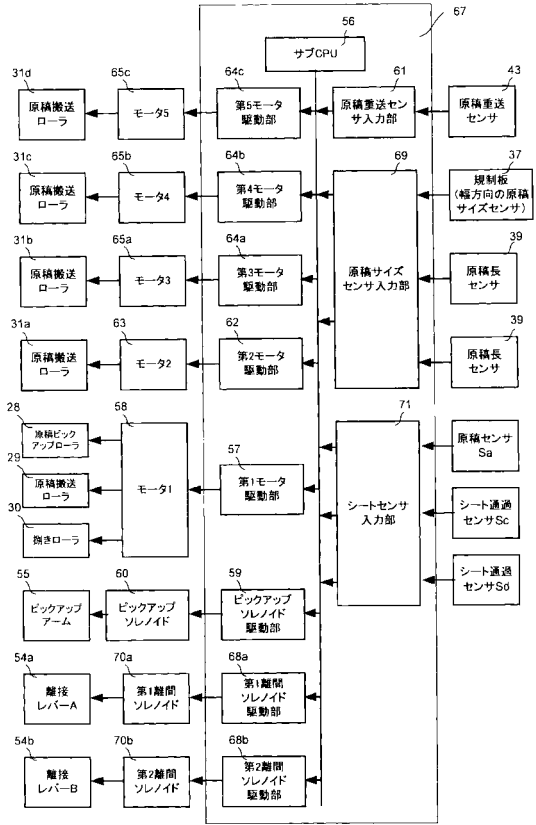 56
67
サブCPU
31d
65c
64c
61
43
原稿搬送
ローラ
モータ5
第5モータ
駆動部
原稿重送セン
サ入力部
原稿重送
センサ
31c
65b
64b
69
37
原稿搬送
ローラ
モータ4
第4モータ
駆動部
規制板
(幅方向の原稿
サイズセンサ)
31b
65a
64a
39
原稿搬送
ローラ
モータ3
第3モータ
駆動部
原稿サイズ
センサ入力部
原稿長
センサ
31a
63
62
39
原稿搬送
ローラ
モータ2
第2モータ
駆動部
原稿長
センサ
28
58
71
原稿ピック
アップローラ
原稿センサ
Sa
29
57
原稿搬送
ローラ
モータ1
第1モータ
駆動部
シートセンサ
入力部
シート通過
センサSc
30
捌きローラ
シート通過
センサSd
55
60
59
ピックアップ
アーム
ピックアップ
ソレノイド
ピックアップ
ソレノイド
駆動部
54a
70a
68a
離接
レバーA
第1離間
ソレノイド
第1離間
ソレノイド
駆動部
54b
70b
68b
離接
レバーB
第2離間
ソレノイド
第2離間
ソレノイド
駆動部